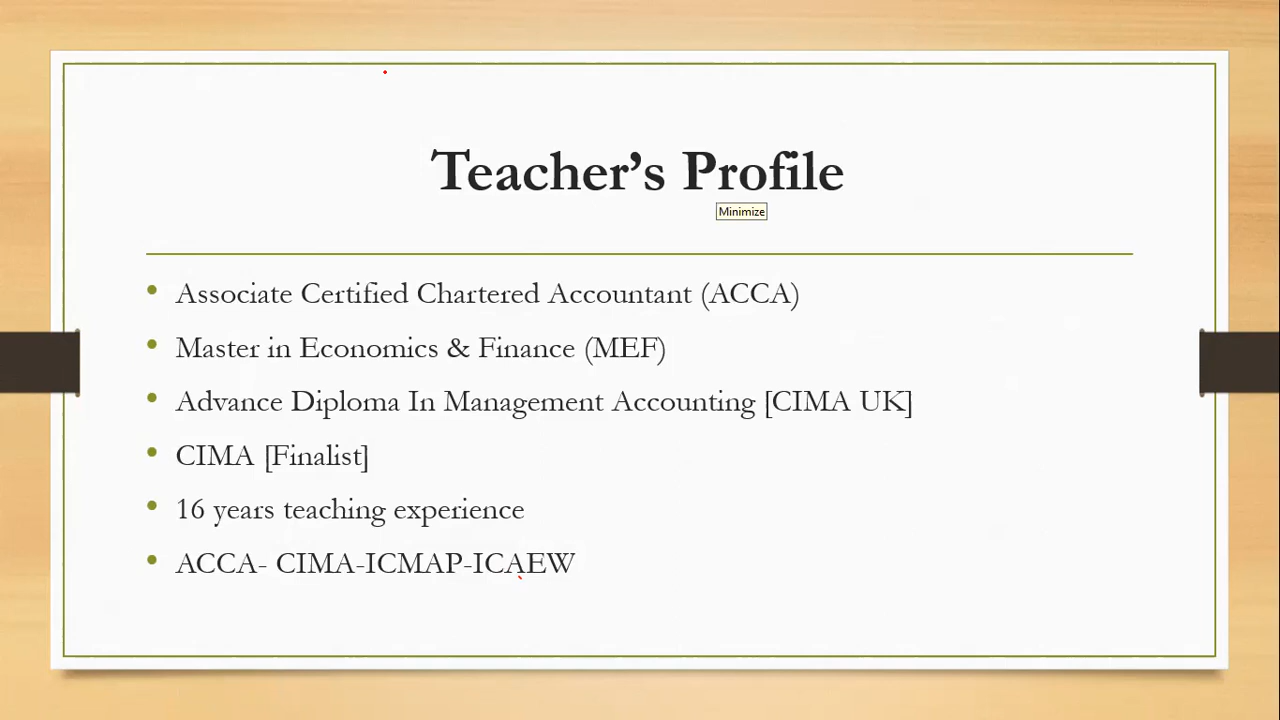 Teacher’s Profile
Minimize
• Associate Certified Chartered Accountant (ACCA)
• Master in Economics & Finance (MEF)
• Advance Diploma In Management Accounting [CIMA UK]
• CIMA [Finalist]
• 16 years teaching experience
• ACCA- CIMA-ICMAP-ICAEW